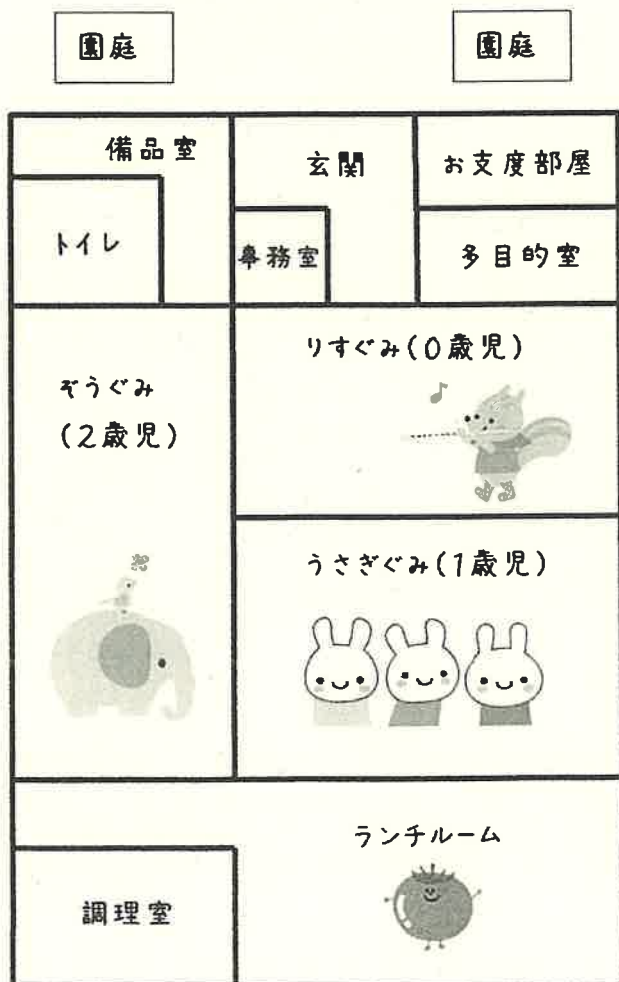 園庭
園庭
備品室
玄関
お支度部屋
トイレ
事務室
多目的室
りすぐみ(0歳児)
ぞうぐみ
(2歳児)
うさぎぐみ(1歳児)
ランチルーム
調理室